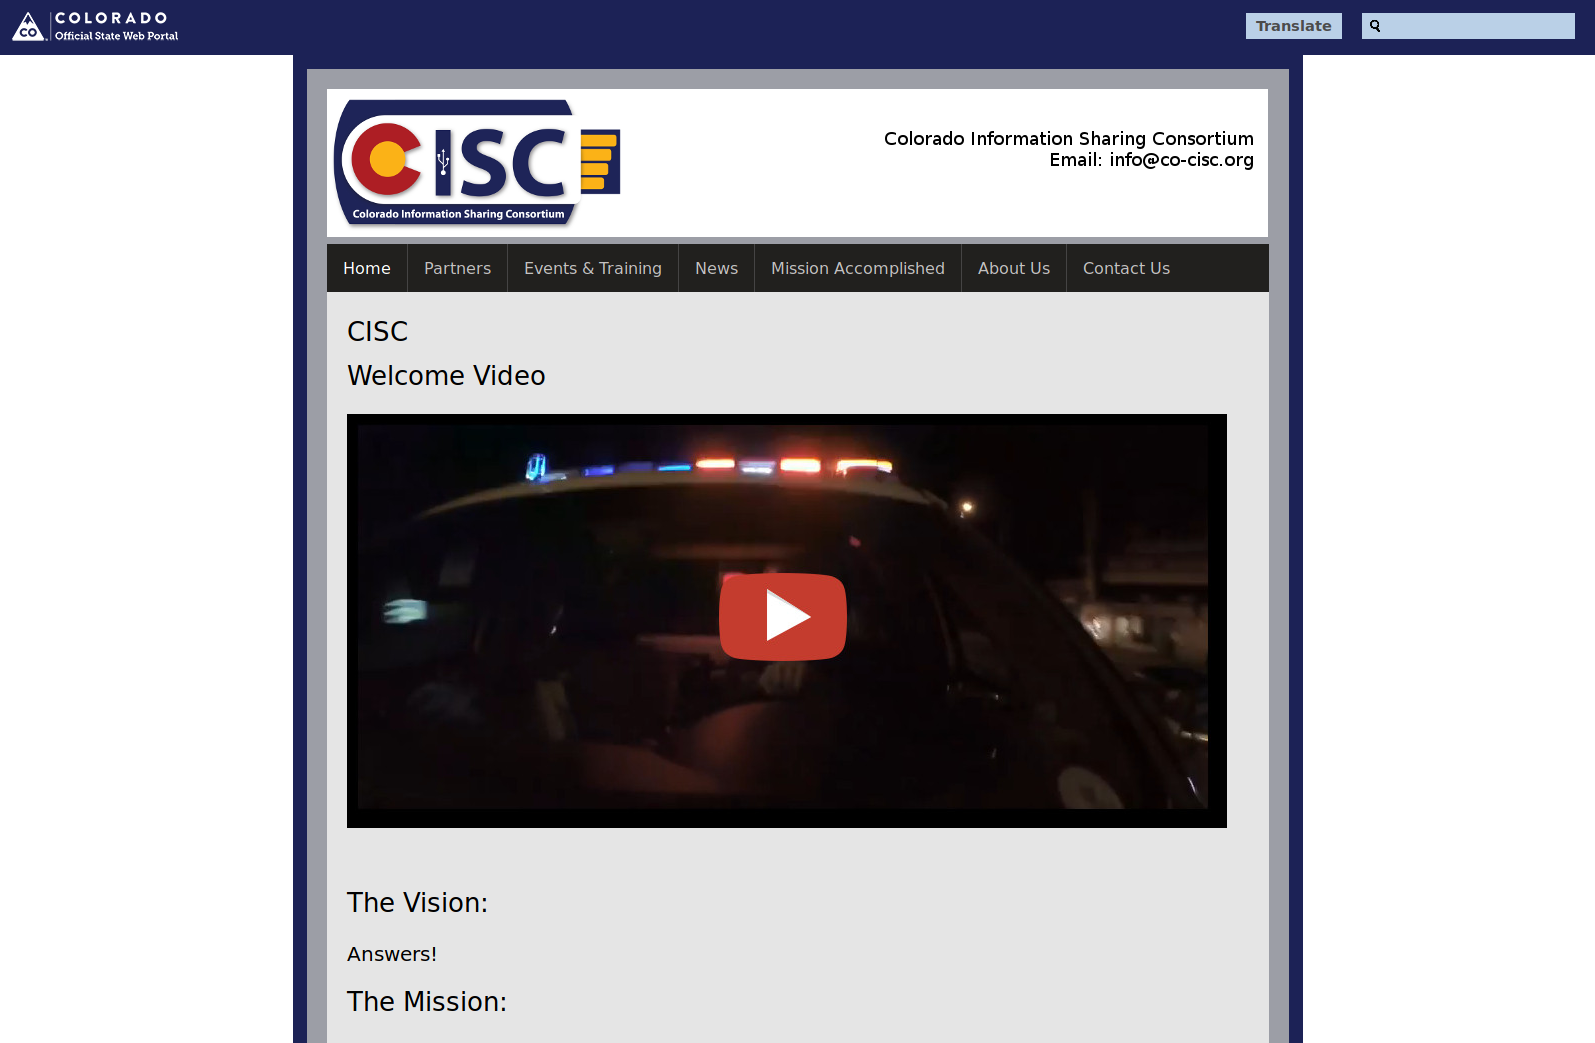 COLORADO
Official State Web Portal
CO
Translate
CISC
Colorado Information Sharing Consortium
Colorado Information Sharing Consortium
Email: info@co-cisc.org
Home
Partners
Events & Training
News
Mission Accomplished
About Us
Contact Us
CISC
Welcome Video
The Vision:
Answers!
The Mission: